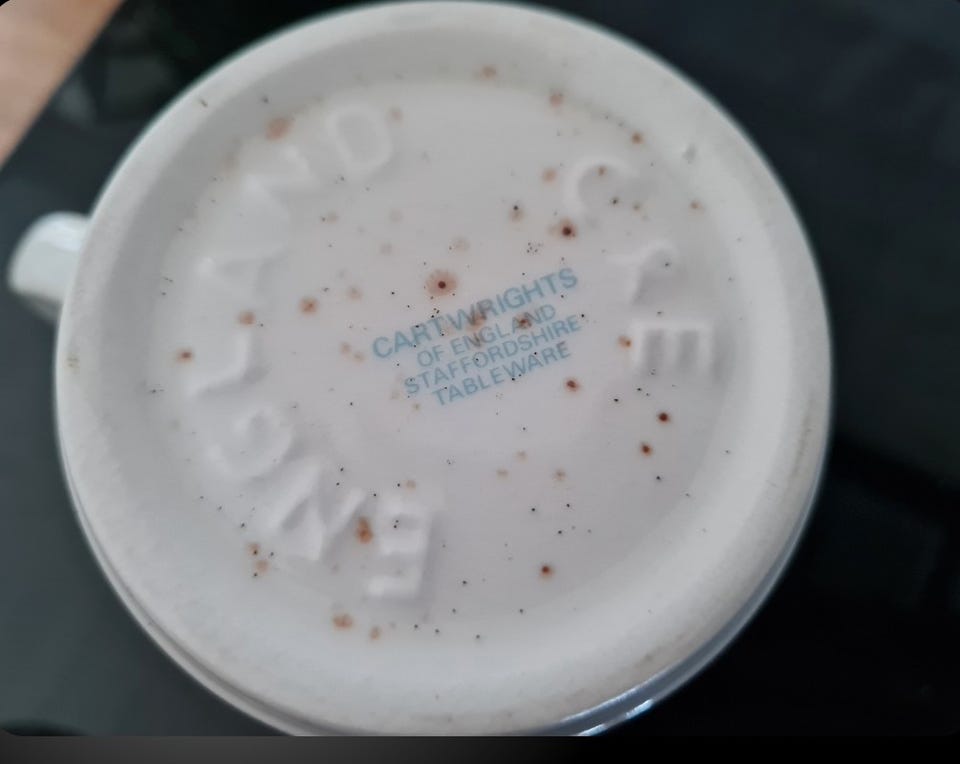 CARTWRIGHTS
OF ENGLAND
STAFFORDSHIRE
TABLEWARE
ENGLAND